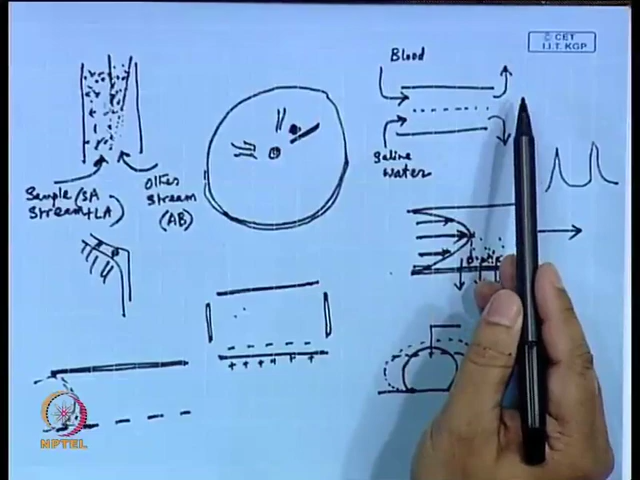 © CET
I.I.T. KGP
Blood
Saline
Water
Sample (SA
Stream +LA)
Other
Stream
(AB)
+ + + + + +
NPTEL